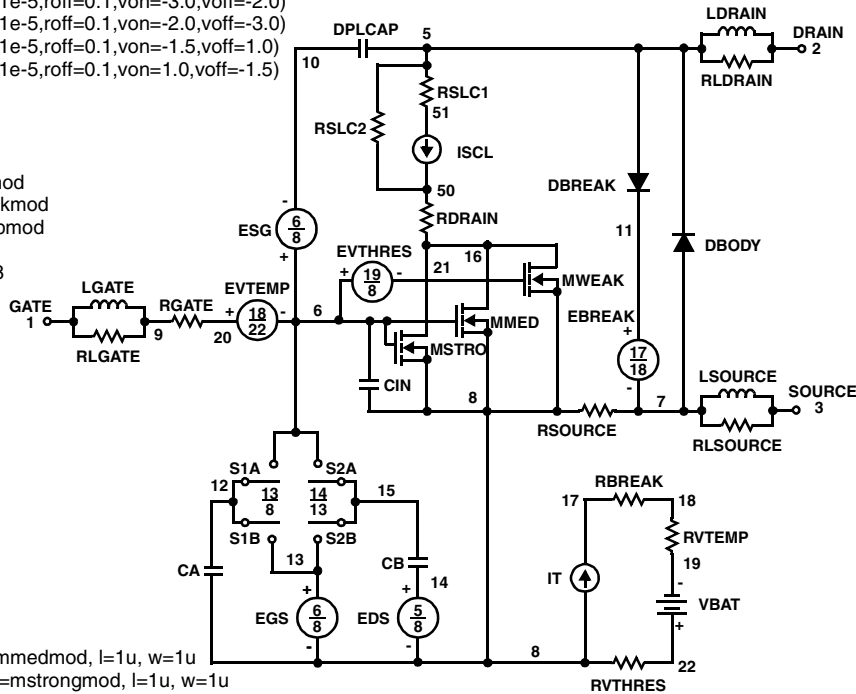 1e-5,roff=0.1,von=-3.0,voff=-2.0)
1e-5,roff=0.1,von=-2.0,voff=-3.0)
1e-5,roff=0.1,von=-1.5,voff=1.0)
1e-5,roff=0.1,von=1.0,voff=-1.5)
LDRAIN
DPLCAP 5 DRAIN
10 2
RSLC1 RLDRAIN
51
RSLC2
ISCL
DBREAK
50
- RDRAIN
ESG 6/8 11 DBODY
+ EVTHRES 16
+ 19/8 - 21 MWEAK
LGATE EVTEMP
GATE RGATE + 18/22 - 6 EBREAK +
1 MMED
9 20 MSTRO 17/18
RLGATE
- LSOURCE
CIN 8 7 SOURCE
3
RSOURCE
RLSOURCE
S1A S2A
12 13/8 14/13 15 RBREAK
17 18
S1B S2B
RVTEMP
13 CB
CA 19
14 IT -
+ +
EGS 6/8 EDS 5/8 VBAT
+
- -
8
22
RVTHRES
kmod
omod
mmedmod, l=1u, w=1u
=mstrongmod, l=1u, w=1u